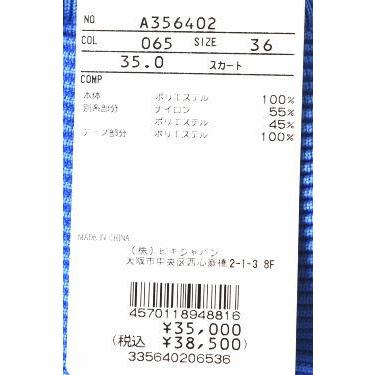 NO A356402
COL 065 SIZE 36
35.0 スカート
COMP
本体 ポリエステル 100%
別糸部分 ナイロン 55%
ポリエステル 45%
テープ部分 ポリエステル 100%
MADE IN CHINA
(株) ビギジャパン
大阪市中央区西心斎橋 2-1-3 8F
4570118948816
¥35,000
(税込 ¥38,500)
335640206536